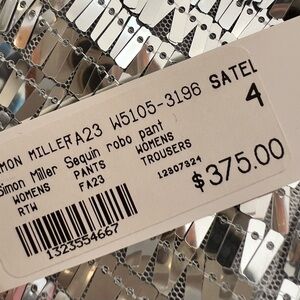 MON MILLEFA23 W5105-3196 SATEL
Simon Miller Sequin robo pant 4
WOMENS PANTS WOMENS
RTW FA23 TROUSERS
12307324
$375.00
1323554667